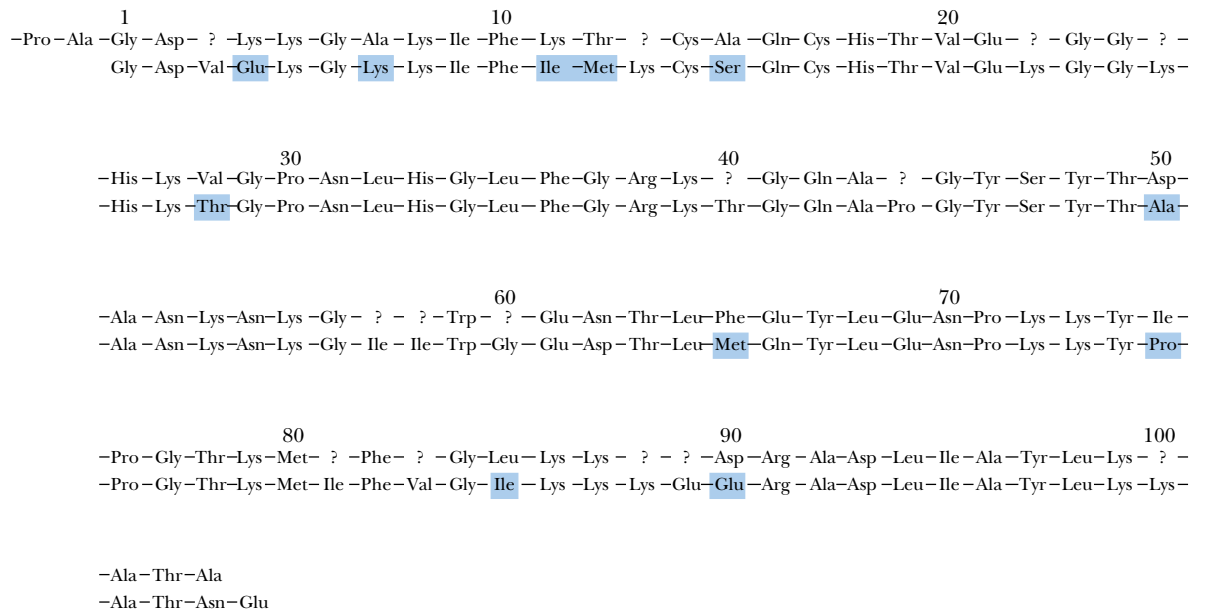 1 10 20
–Pro–Ala–Gly–Asp– ? –Lys–Lys–Gly–Ala–Lys–Ile–Phe–Lys–Thr– ? –Cys–Ala–Gln–Cys–His–Thr–Val–Glu– ? –Gly–Gly– ? –
Gly–Asp–Val–Glu–Lys–Gly–Lys–Lys–Ile–Phe–Ile–Met–Lys–Cys–Ser–Gln–Cys–His–Thr–Val–Glu–Lys–Gly–Gly–Lys–
30 40 50
–His–Lys–Val–Gly–Pro–Asn–Leu–His–Gly–Leu–Phe–Gly–Arg–Lys– ? –Gly–Gln–Ala– ? –Gly–Tyr–Ser–Tyr–Thr–Asp–
–His–Lys–Thr–Gly–Pro–Asn–Leu–His–Gly–Leu–Phe–Gly–Arg–Lys–Thr–Gly–Gln–Ala–Pro–Gly–Tyr–Ser–Tyr–Thr–Ala–
60 70
–Ala–Asn–Lys–Asn–Lys–Gly– ? – ? –Trp– ? –Glu–Asn–Thr–Leu–Phe–Glu–Tyr–Leu–Glu–Asn–Pro–Lys–Lys–Tyr–Ile–
–Ala–Asn–Lys–Asn–Lys–Gly–Ile–Ile–Trp–Gly–Glu–Asp–Thr–Leu–Met–Gln–Tyr–Leu–Glu–Asn–Pro–Lys–Lys–Tyr–Pro–
80 90 100
–Pro–Gly–Thr–Lys–Met– ? –Phe– ? –Gly–Leu–Lys–Lys– ? – ? –Asp–Arg–Ala–Asp–Leu–Ile–Ala–Tyr–Leu–Lys– ? –
–Pro–Gly–Thr–Lys–Met–Ile–Phe–Val–Gly–Ile–Lys–Lys–Lys–Glu–Glu–Arg–Ala–Asp–Leu–Ile–Ala–Tyr–Leu–Lys–Lys–
–Ala–Thr–Ala
–Ala–Thr–Asn–Glu